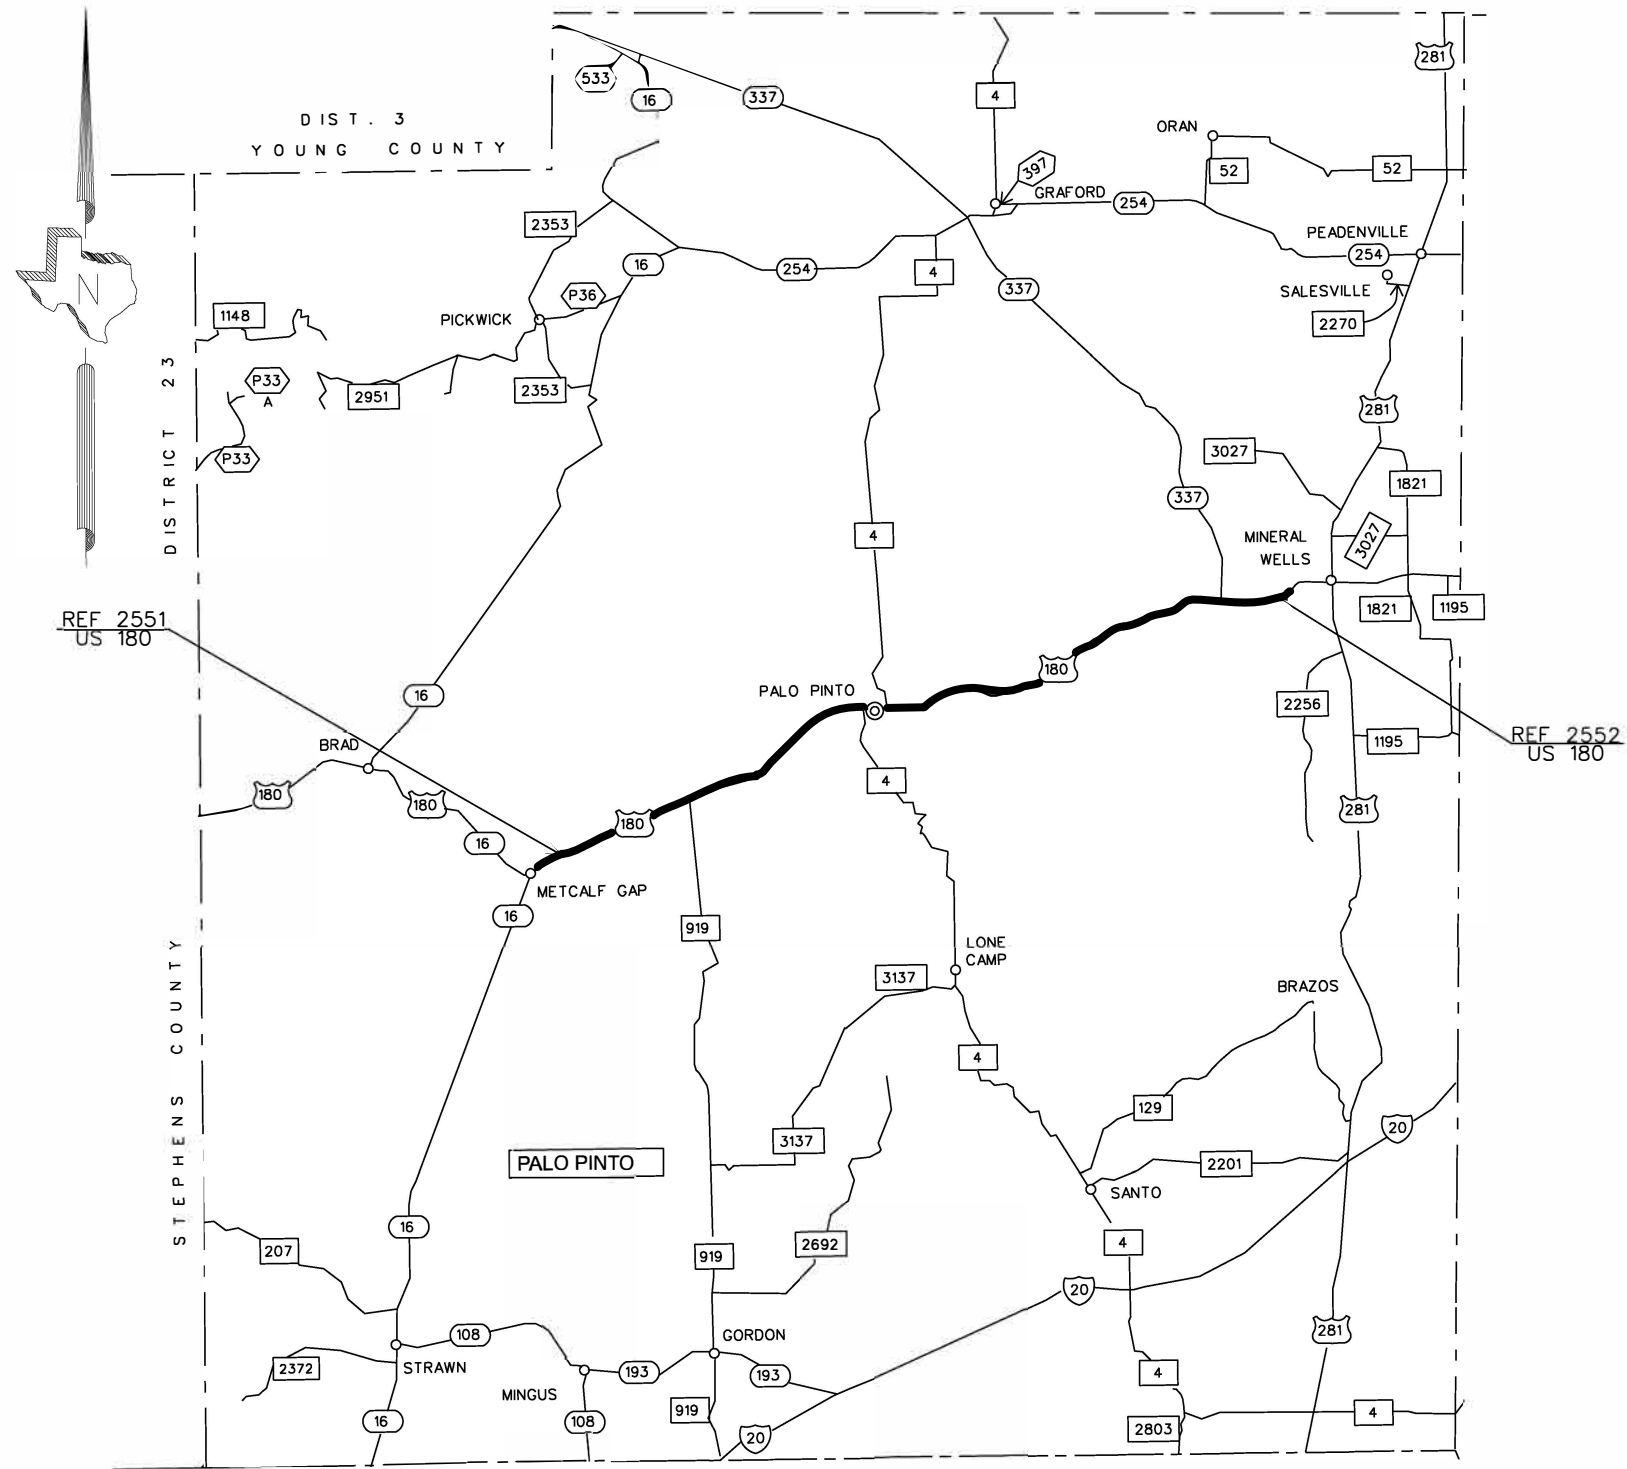 DIST. 3
YOUNG COUNTY
533
16
337
4
281
ORAN
52
52
397
GRAFORD
254
2353
PEADENVILLE
254
16
254
4
337
SALESVILLE
2270
P36
PICKWICK
N
1148
P33
A
2951
2353
P33
DISTRICT 23
281
3027
1821
337
4
MINERAL
WELLS
3027
1821
1195
REF 2551
US 180
180
16
PALO PINTO
2256
REF 2552
US 180
1195
BRAD
180
180
16
4
281
180
METCALF GAP
16
919
LONE
CAMP
3137
BRAZOS
STEPHENS COUNTY
4
129
20
3137
PALO PINTO
2201
SANTO
16
207
919
2692
4
20
281
108
GORDON
STRAWN
2372
193
193
MINGUS
4
16
108
919
20
2803
4